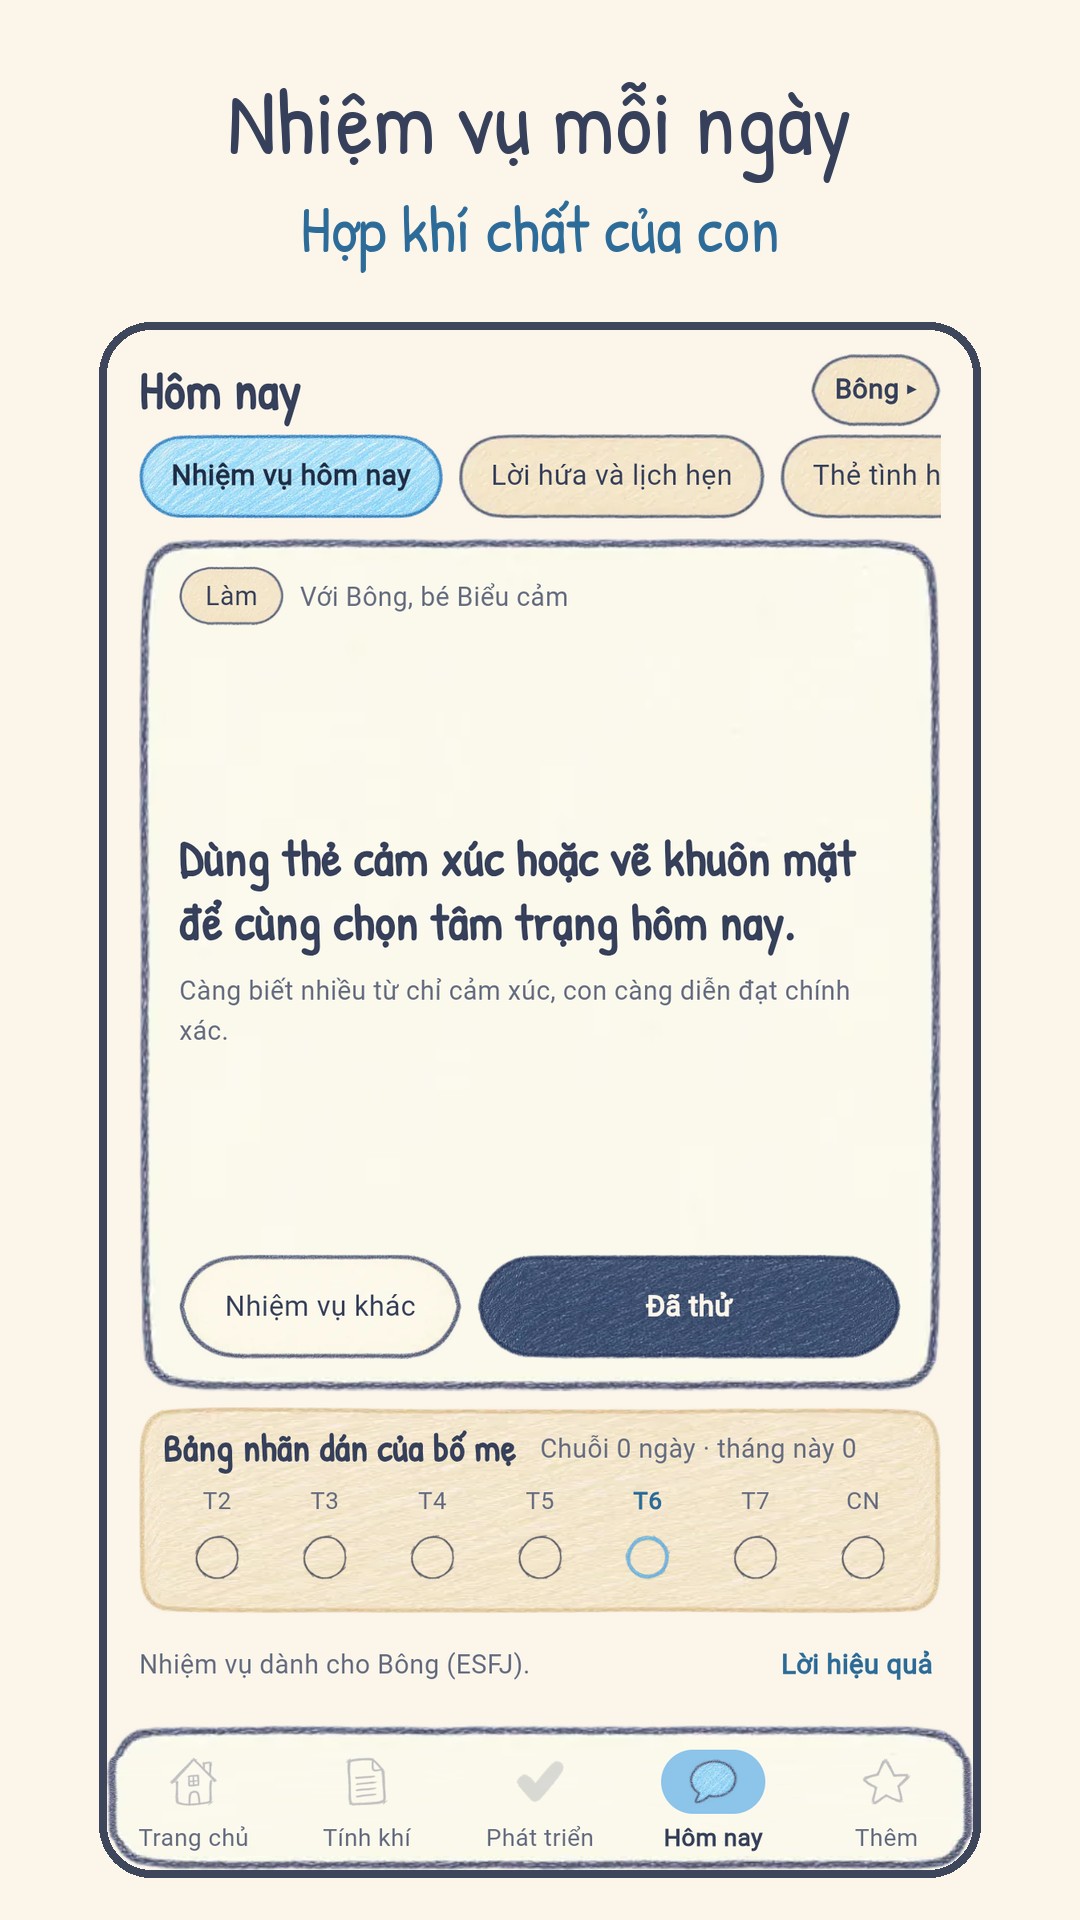 Nhiệm vụ mỗi ngày
Hợp khí chất của con
Hôm nay
Bông ▸
Nhiệm vụ hôm nay
Lời hứa và lịch hẹn
Thẻ tình h
Làm
Với Bông, bé Biểu cảm
Dùng thẻ cảm xúc hoặc vẽ khuôn mặt
để cùng chọn tâm trạng hôm nay.
Càng biết nhiều từ chỉ cảm xúc, con càng diễn đạt chính
xác.
Nhiệm vụ khác
Đã thử
Bảng nhãn dán của bố mẹ
Chuỗi 0 ngày · tháng này 0
T2 T3 T4 T5 T6 T7 CN
Nhiệm vụ dành cho Bông (ESFJ).
Lời hiệu quả
Trang chủ
Tính khí
Phát triển
Hôm nay
Thêm